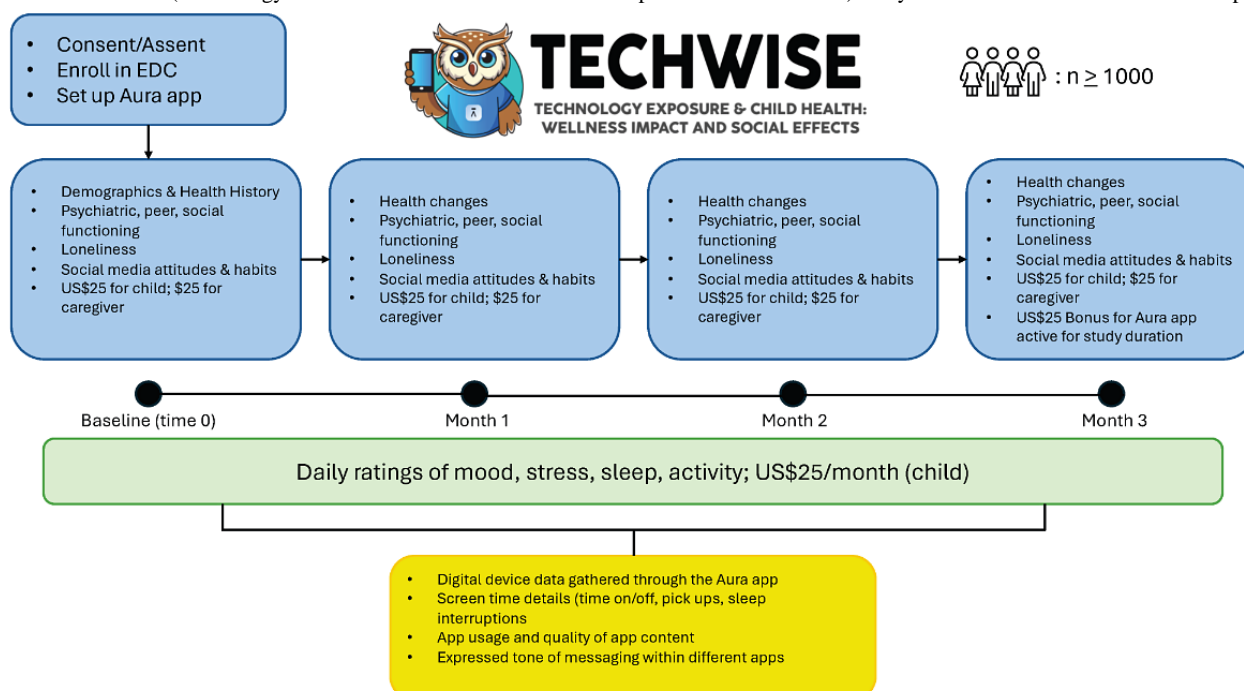 Consent/Assent
Enroll in EDC
Set up Aura app
TECHWISE
TECHNOLOGY EXPOSURE & CHILD HEALTH:
WELLNESS IMPACT AND SOCIAL EFFECTS
: n ≥ 1000
Demographics & Health History
Psychiatric, peer, social
functioning
Loneliness
Social media attitudes & habits
US$25 for child; $25 for
caregiver
Health changes
Psychiatric, peer, social
functioning
Loneliness
Social media attitudes & habits
US$25 for child; $25 for
caregiver
Health changes
Psychiatric, peer, social
functioning
Loneliness
Social media attitudes & habits
US$25 for child; $25 for
caregiver
Health changes
Psychiatric, peer, social
functioning
Loneliness
Social media attitudes & habits
US$25 for child; $25 for
caregiver
US$25 Bonus for Aura app
active for study duration
Baseline (time 0)
Month 1
Month 2
Month 3
Daily ratings of mood, stress, sleep, activity; US$25/month (child)
Digital device data gathered through the Aura app
Screen time details (time on/off, pick ups, sleep
interruptions
App usage and quality of app content
Expressed tone of messaging within different apps